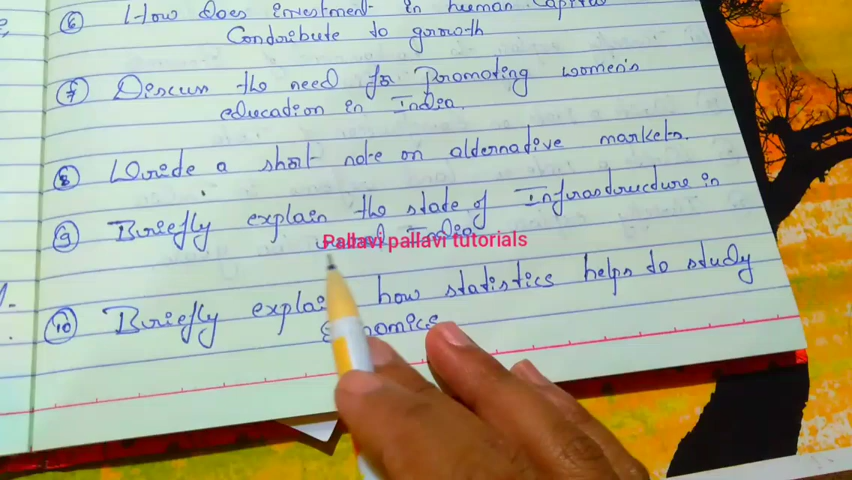 6 How Does investment in human Capital
Contribute to growth
7 Discuss the need for Promoting women's
education in India.
8 Write a short note on alternative markets.
9 Briefly explain the state of Infrastructure in
India
Pallavi pallavi tutorials
10 Briefly explain how statistics helps to study